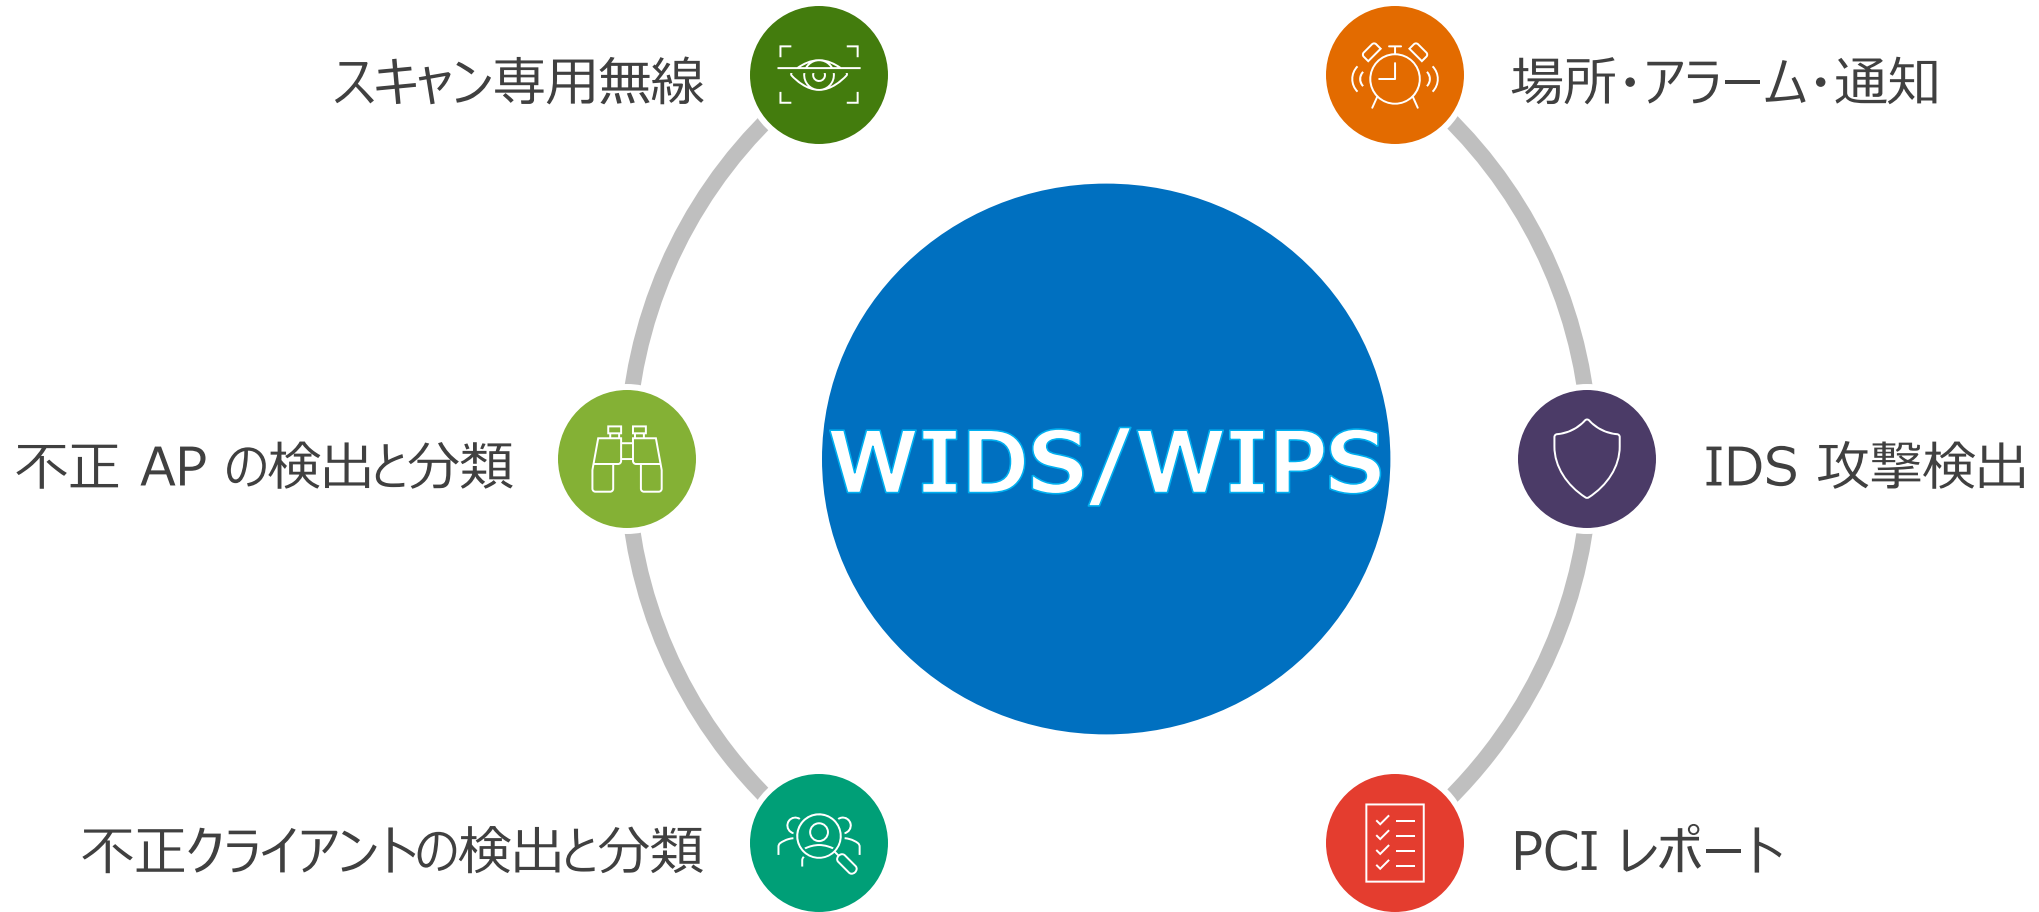 スキャン専用無線
場所・アラーム・通知
不正 AP の検出と分類
WIDS/WIPS
IDS 攻撃検出
不正クライアントの検出と分類
PCI レポート